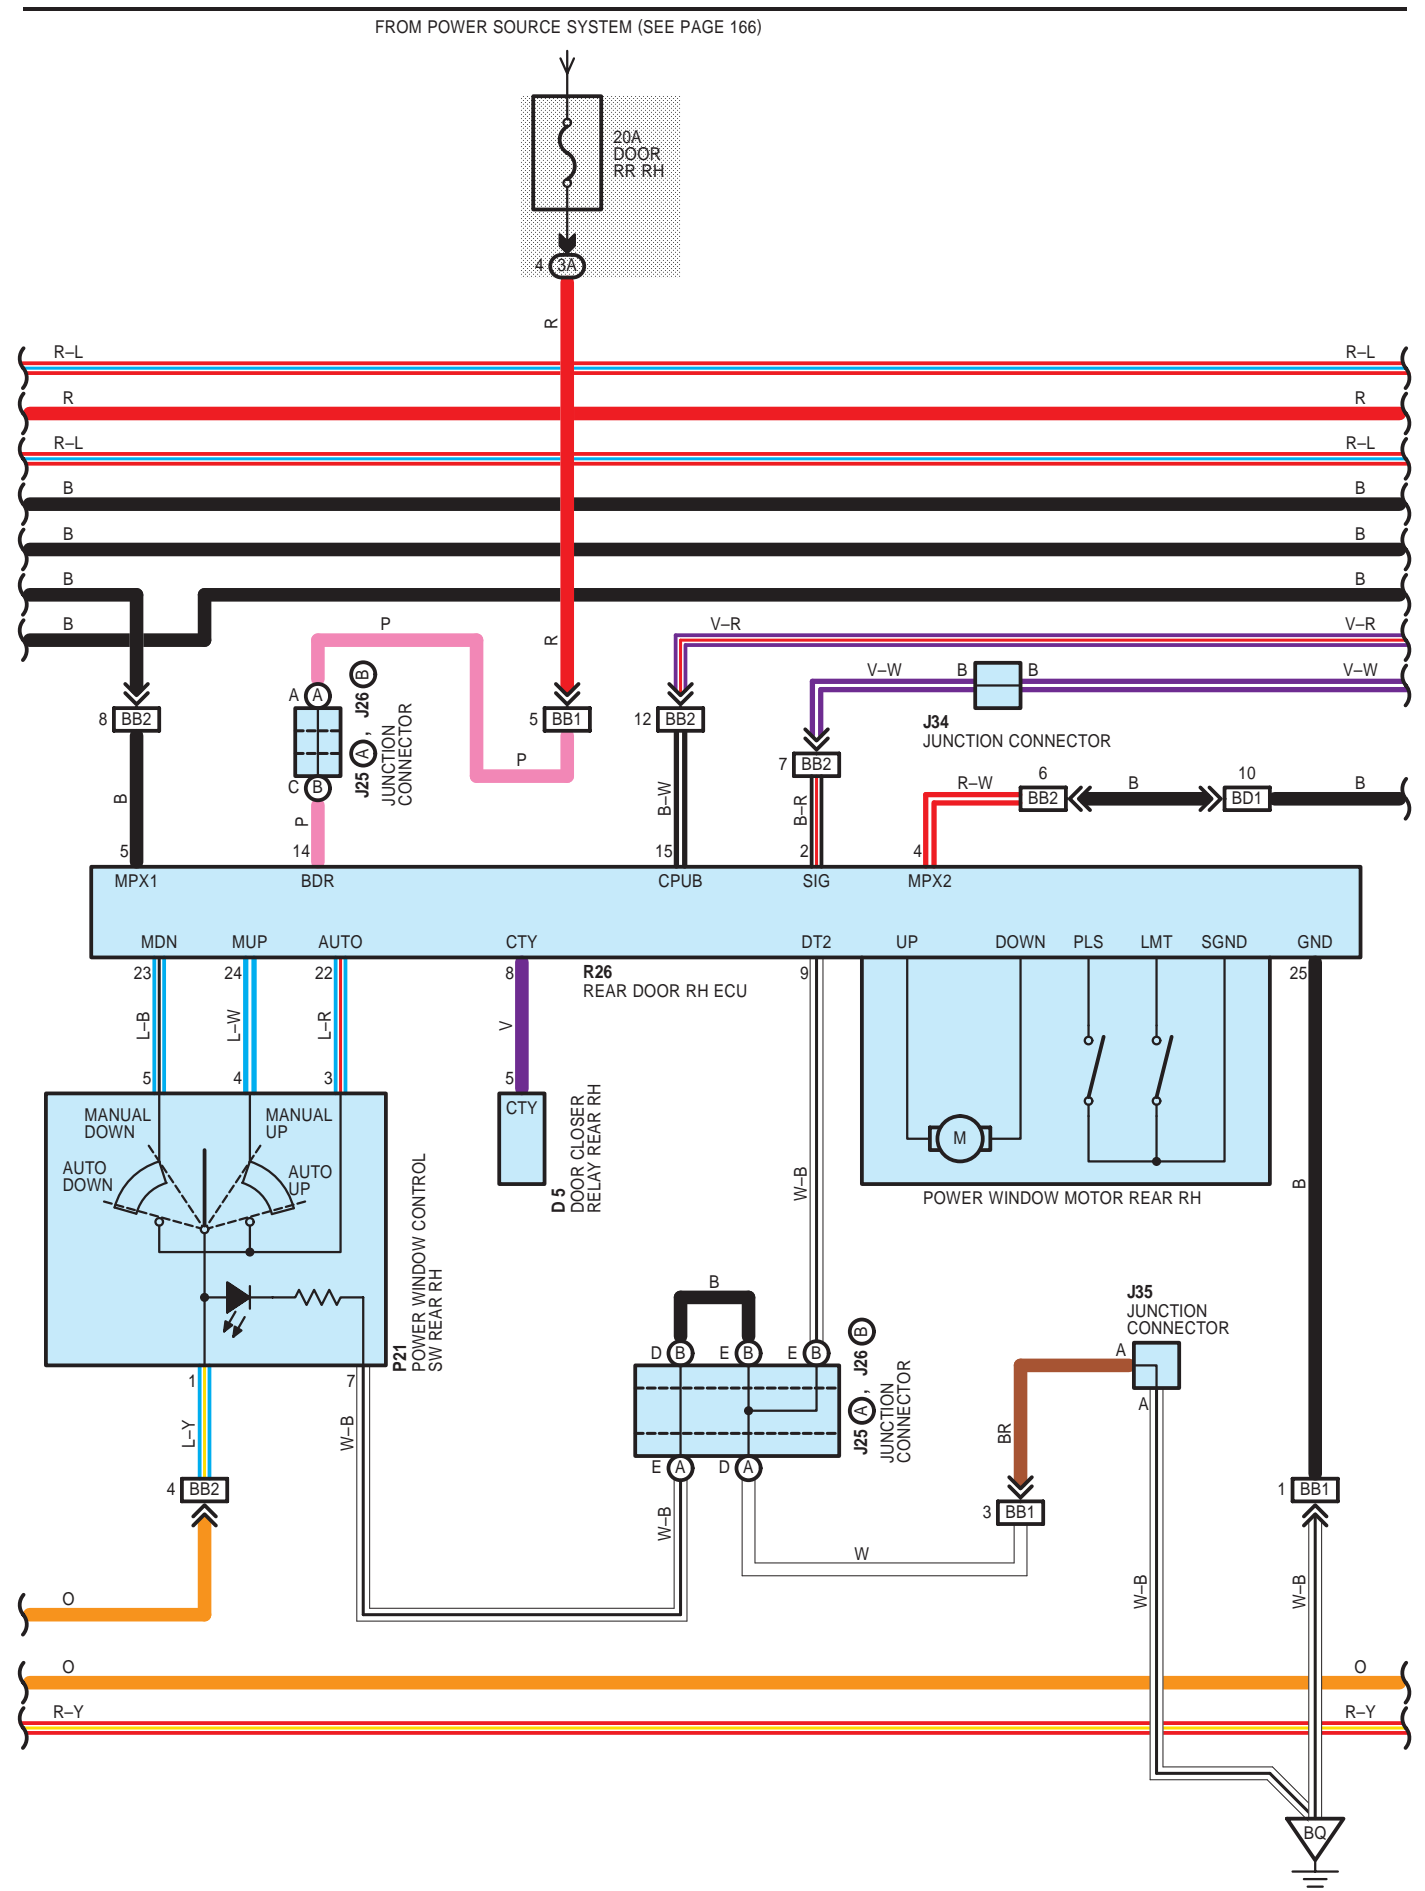 FROM POWER SOURCE SYSTEM (SEE PAGE 166)
20A
DOOR
RR RH
4 3A
R
R–L R–L
R R
R–L R–L
B B
B B
B B
B
P
R
V–R V–R
V–W B B V–W
J34
JUNCTION CONNECTOR
A A
J25 A , J26 B
JUNCTION
CONNECTOR
C B
8 BB2
5 BB1
12 BB2
7 BB2
P
R–W 6 BB2 B 10 BD1 B
B
P
B–W
B–R
5 14 15 2 4
MPX1 BDR CPUB SIG MPX2
MDN MUP AUTO CTY DT2 UP DOWN PLS LMT SGND GND
23 24 22 8 9 25
R26
REAR DOOR RH ECU
L–B L–W L–R V
5 4 3 5
CTY
D 5
DOOR CLOSER
RELAY REAR RH
MANUAL
DOWN
MANUAL
UP
AUTO
DOWN
AUTO
UP
P21
POWER WINDOW CONTROL
SW REAR RH
M
POWER WINDOW MOTOR REAR RH
W–B
B
B
D B E B E B
J25 A , J26 B
JUNCTION
CONNECTOR
E A D A
J35
JUNCTION
CONNECTOR
A
A
BR
1 7
L–Y
W–B
4 BB2
W–B
3 BB1
1 BB1
W
W–B
W–B
O
O O
R–Y R–Y
BQ